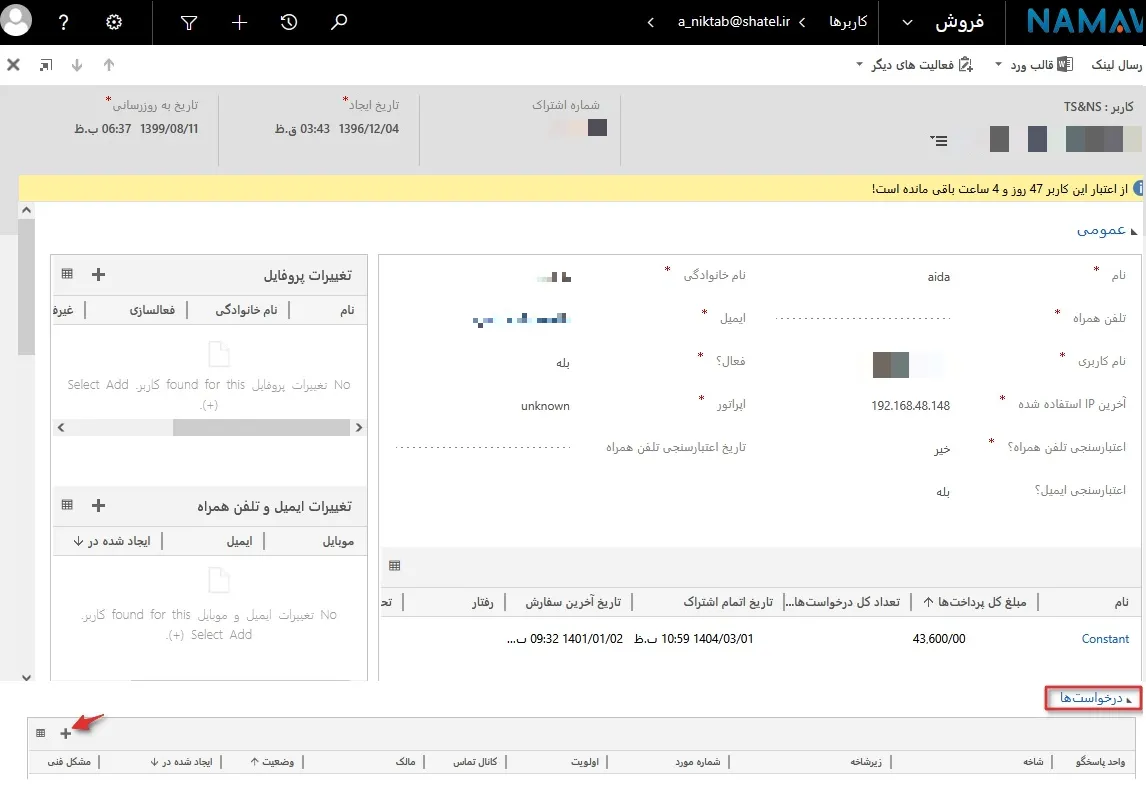 NAMAV
فروش
کاربرها
a_niktab@shatel.ir
?
رسال لینک
قالب ورد
فعالیت های دیگر
کاربر : TS&NS
شماره اشتراک
تاریخ ایجاد*
1396/12/04 03:43 ق.ظ
تاریخ به روزرسانی*
1399/08/11 06:37 ب.ظ
از اعتبار این کاربر 47 روز و 4 ساعت باقی مانده است!
عمومی
نام *
aida
نام خانوادگی *
تلفن همراه *
ایمیل *
نام کاربری *
فعال؟ *
بله
آخرین IP استفاده شده *
192.168.48.148
اپراتور *
unknown
اعتبارسنجی تلفن همراه؟ *
خیر
تاریخ اعتبارسنجی تلفن همراه
اعتبارسنجی ایمیل؟
بله
نام
مبلغ کل پرداخت‌ها
تعداد کل درخواست‌ها...
تاریخ اتمام اشتراک
تاریخ آخرین سفارش
رفتار
تح
Constant
43,600/00
1404/03/01 10:59 ب.ظ
1401/01/02 09:32 ب...
تغییرات پروفایل
نام
نام خانوادگی
فعالسازی
غیرف
No تغییرات پروفایل found for this کاربر. Select Add
(+).
تغییرات ایمیل و تلفن همراه
موبایل
ایمیل
ایجاد شده در
No تغییرات ایمیل و موبایل found for this کاربر.
Select Add (+).
درخواست‌ها
واحد پاسخگو
شاخه
زیرشاخه
شماره مورد
اولویت
کانال تماس
مالک
وضعیت
ایجاد شده در
مشکل فنی